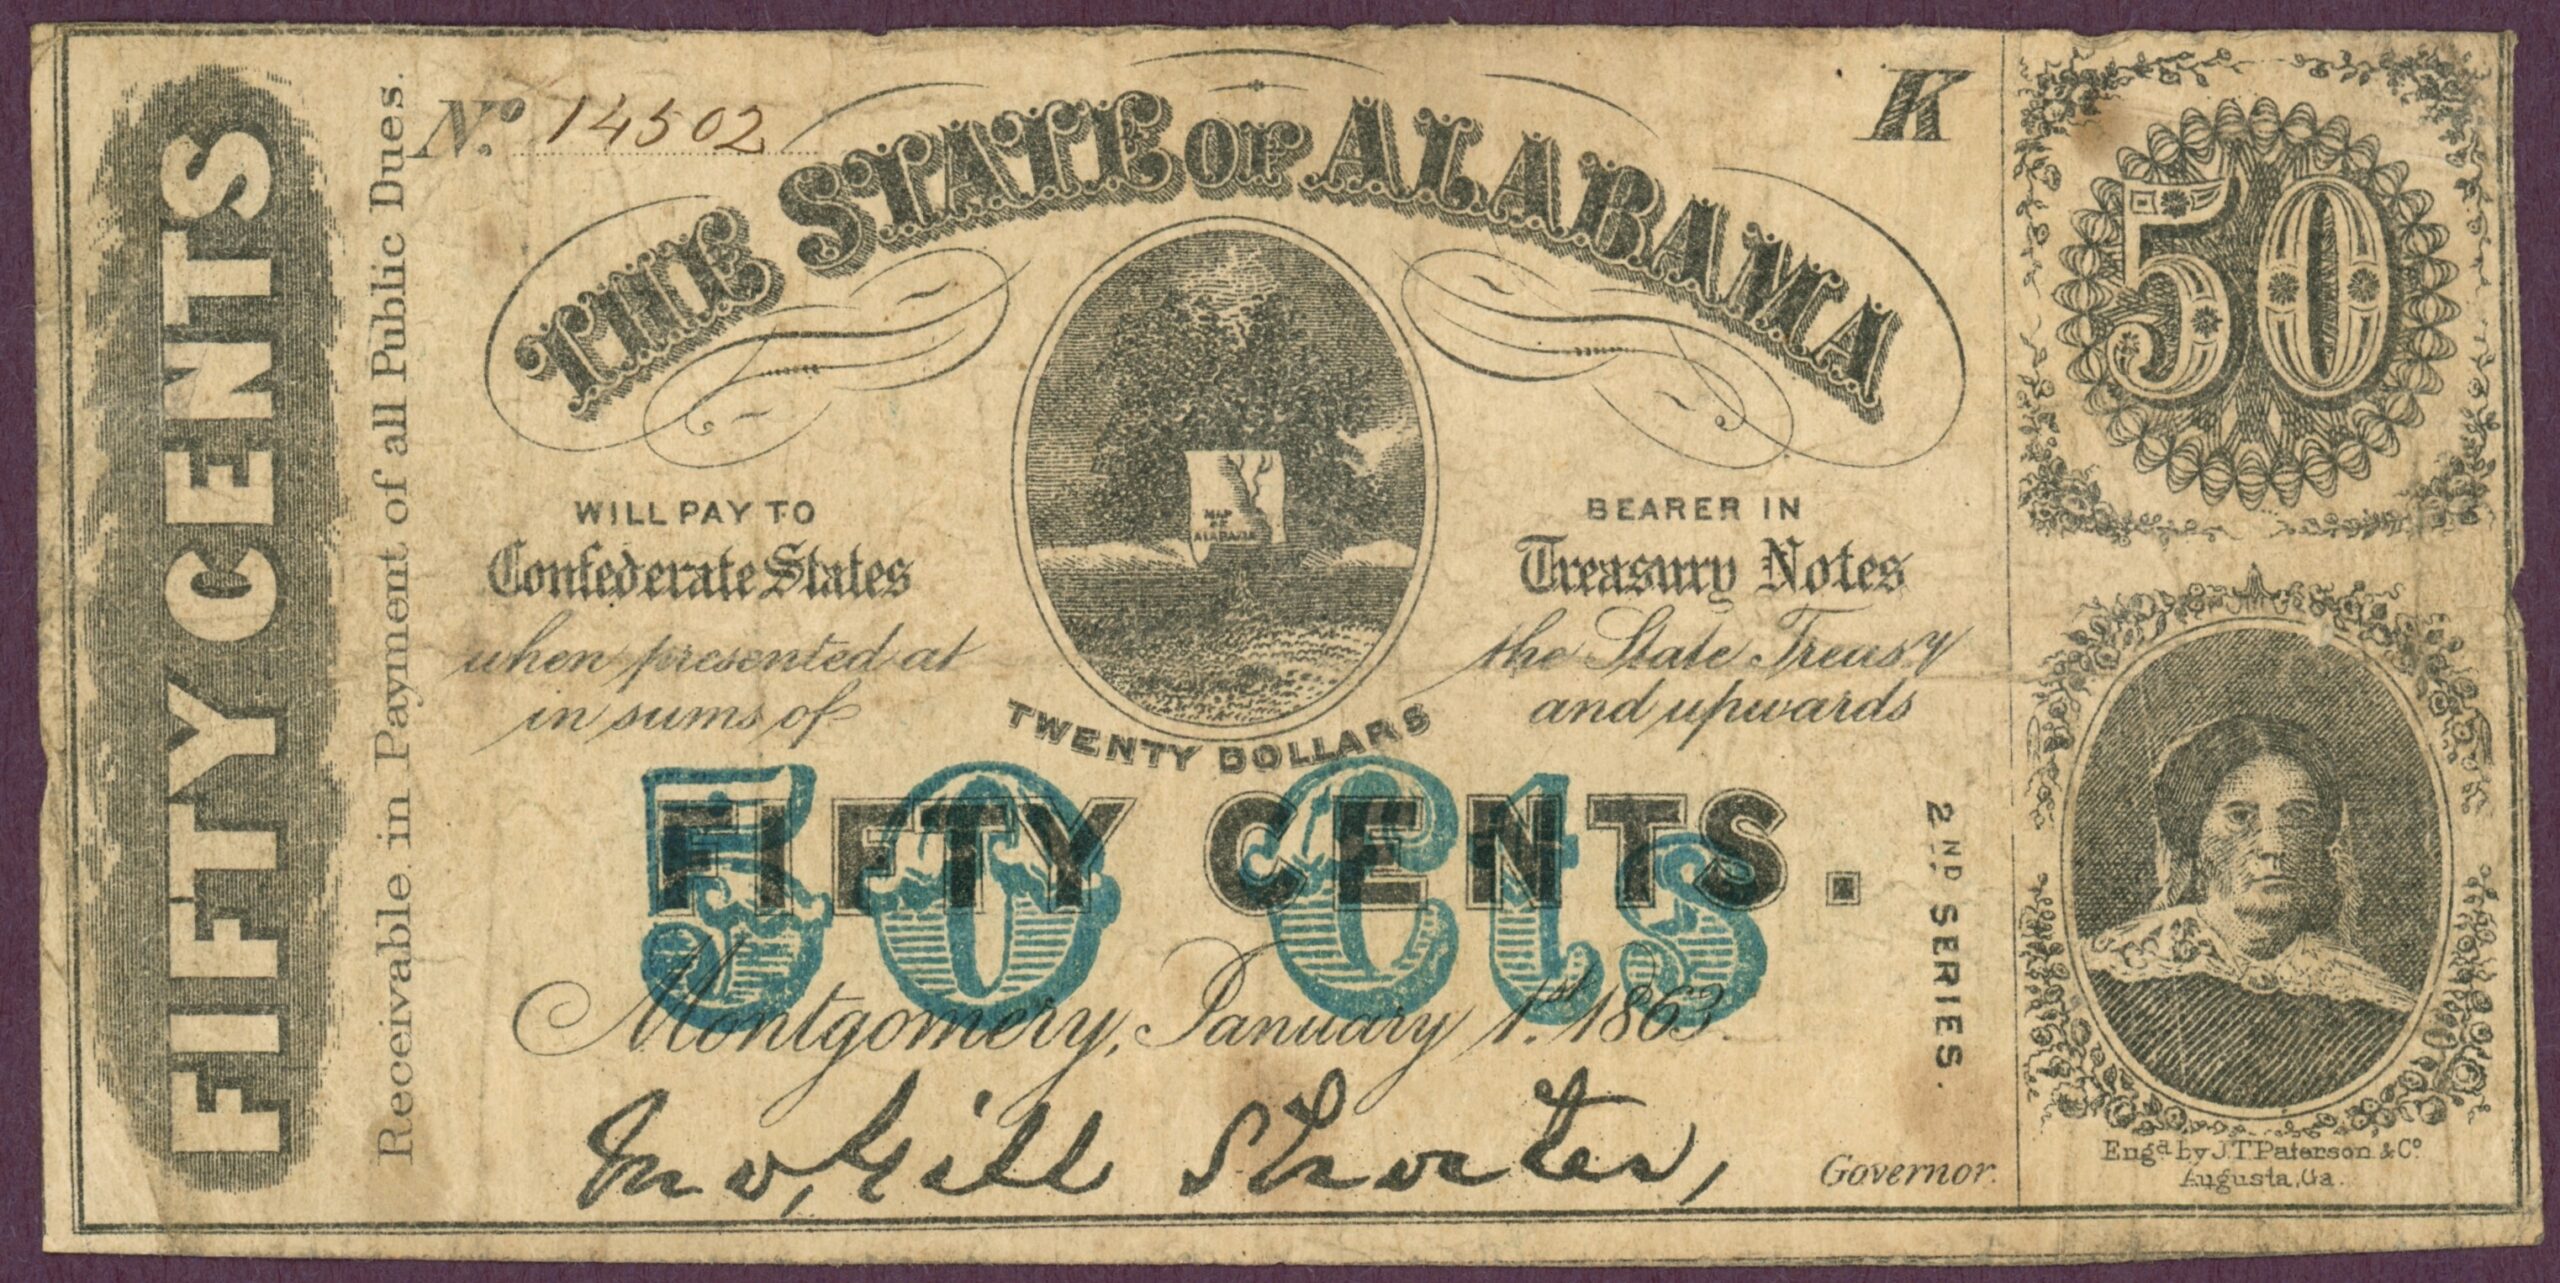 FIFTY CENTS
Receivable in Payment of all Public Dues.
No. 14502
K
THE STATE OF ALABAMA
50
MAP
OF
ALABAMA
WILL PAY TO BEARER IN
Confederate States Treasury Notes
when presented at the State Treasy
in sums of TWENTY DOLLARS and upwards
FIFTY CENTS.
50 Cts
2ND SERIES.
Montgomery, January 1st. 1863.
Jno, Gill Shorter,
Governor.
Engd by J.T. Paterson & Co
Augusta, Ga.